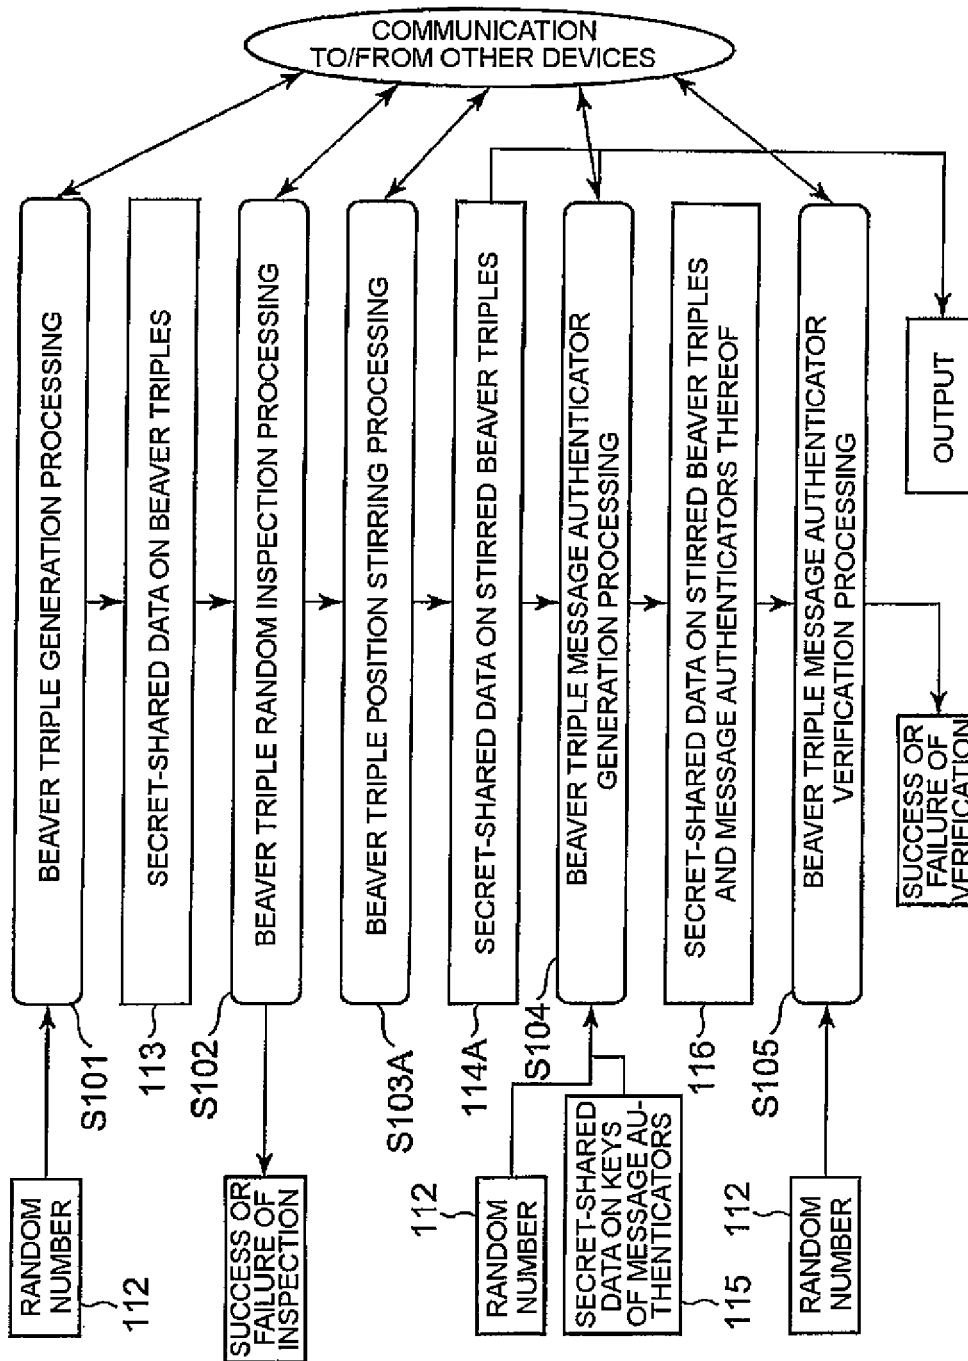 COMMUNICATION
TO/FROM OTHER DEVICES
RANDOM
NUMBER
112
BEAVER TRIPLE GENERATION PROCESSING
S101
SECRET-SHARED DATA ON BEAVER TRIPLES
113
BEAVER TRIPLE RANDOM INSPECTION PROCESSING
S102
SUCCESS OR
FAILURE OF
INSPECTION
BEAVER TRIPLE POSITION STIRRING PROCESSING
S103A
SECRET-SHARED DATA ON STIRRED BEAVER TRIPLES
114A
RANDOM
NUMBER
112
BEAVER TRIPLE MESSAGE AUTHENTICATOR
GENERATION PROCESSING
S104
SECRET-SHARED
DATA ON KEYS
OF MESSAGE AU-
THENTICATORS
115
SECRET-SHARED DATA ON STIRRED BEAVER TRIPLES
AND MESSAGE AUTHENTICATORS THEREOF
116
RANDOM
NUMBER
112
BEAVER TRIPLE MESSAGE AUTHENTICATOR
VERIFICATION PROCESSING
S105
SUCCESS OR
FAILURE OF
VERIFICATION
OUTPUT